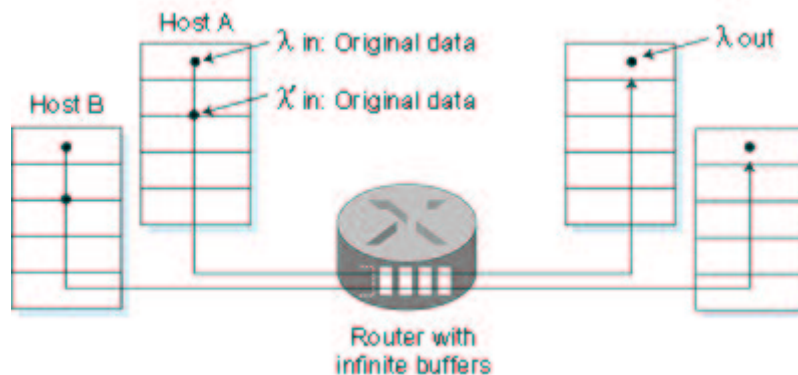 Host A
λ in: Original data
λ out
λ′ in: Original data
Host B
Router with
infinite buffers